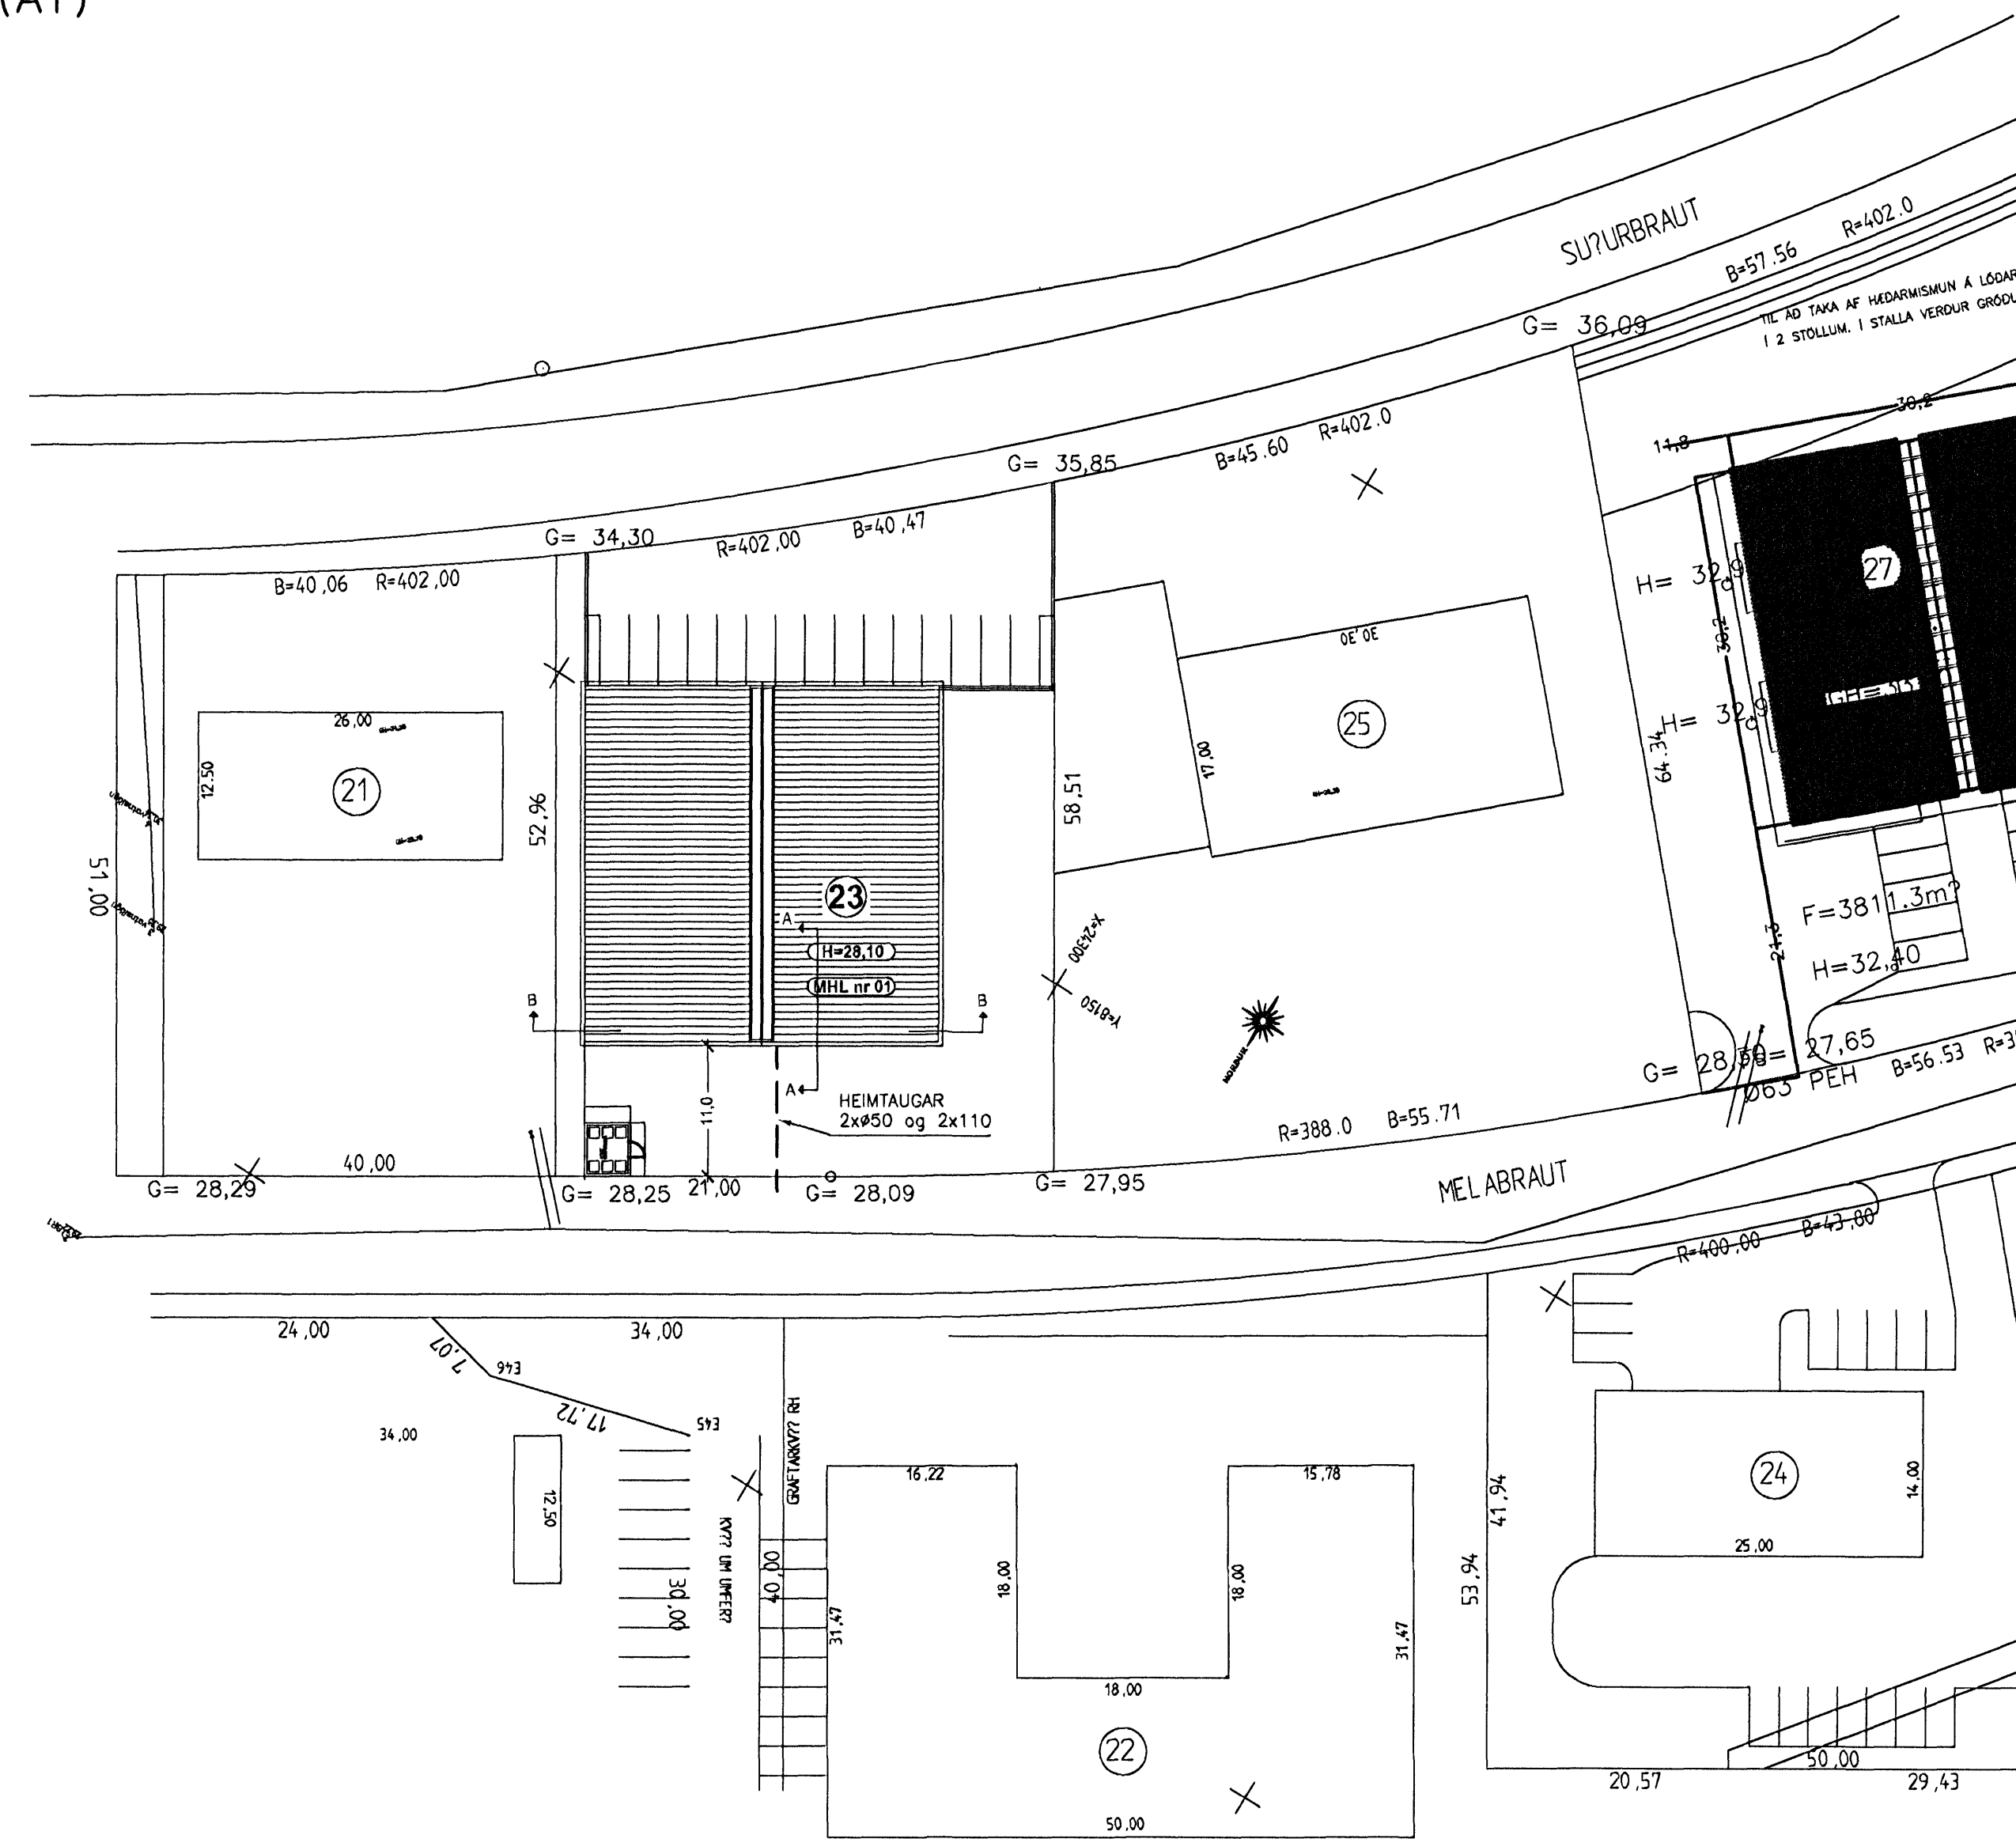 (A1)
SU?URBRAUT
B=57.56 R=402.0
TIL AÐ TAKA AF HÆÐARMISMUN Á LÓÐAR
Í 2 STÖLLUM. Í STALLA VERÐUR GRÓÐU
G= 36,09
30,2
11,8
B=45.60 R=402.0
G= 35,85
G= 34,30
R=402,00 B=40,47
B=40,06 R=402,00
H= 32,9
27
30,2
30,30
26,00
12.50
21
52,96
58,51
17,00
25
H= 32,9
GH=33
64.34
51,00
23
A
H=28,10
MHL nr 01
B
B
X=24300
Y=8150
NORÐUR
F=3811.3m?
21,3
H=32,40
A
11,0
HEIMTAUGAR
2xø50 og 2x110
G= 27,65
G= 28,
Ø63 PEH
B=56.53 R=3
R=388.0 B=55.71
40,00
G= 28,29
G= 28,25
21,00
G= 28,09
G= 27,95
MELABRAUT
R=400,00 B=43,80
24,00
34,00
7,07
E46
17,72
E45
34,00
12,50
GRAFTARKV?? RH
KV?? UM UMFER?
30,00
40,00
16,22
15,78
18,00
18,00
31,47
31,47
18,00
22
50,00
41,94
53,94
24
14,00
25,00
50,00
20,57
29,43